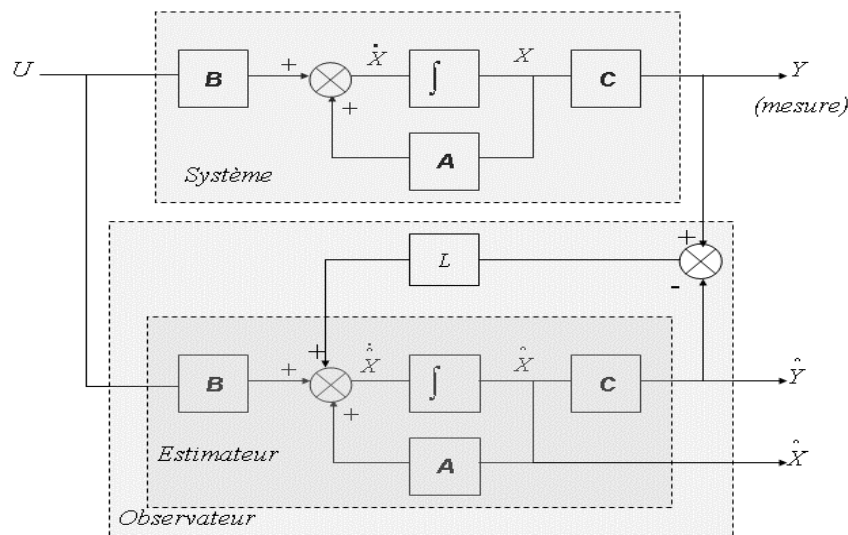 U
B
+
+
Ẋ
∫
X
C
Y
(mesure)
A
Système
+
-
L
B
+
+
+
X̂̇
∫
X̂
C
Ŷ
A
X̂
Estimateur
Observateur